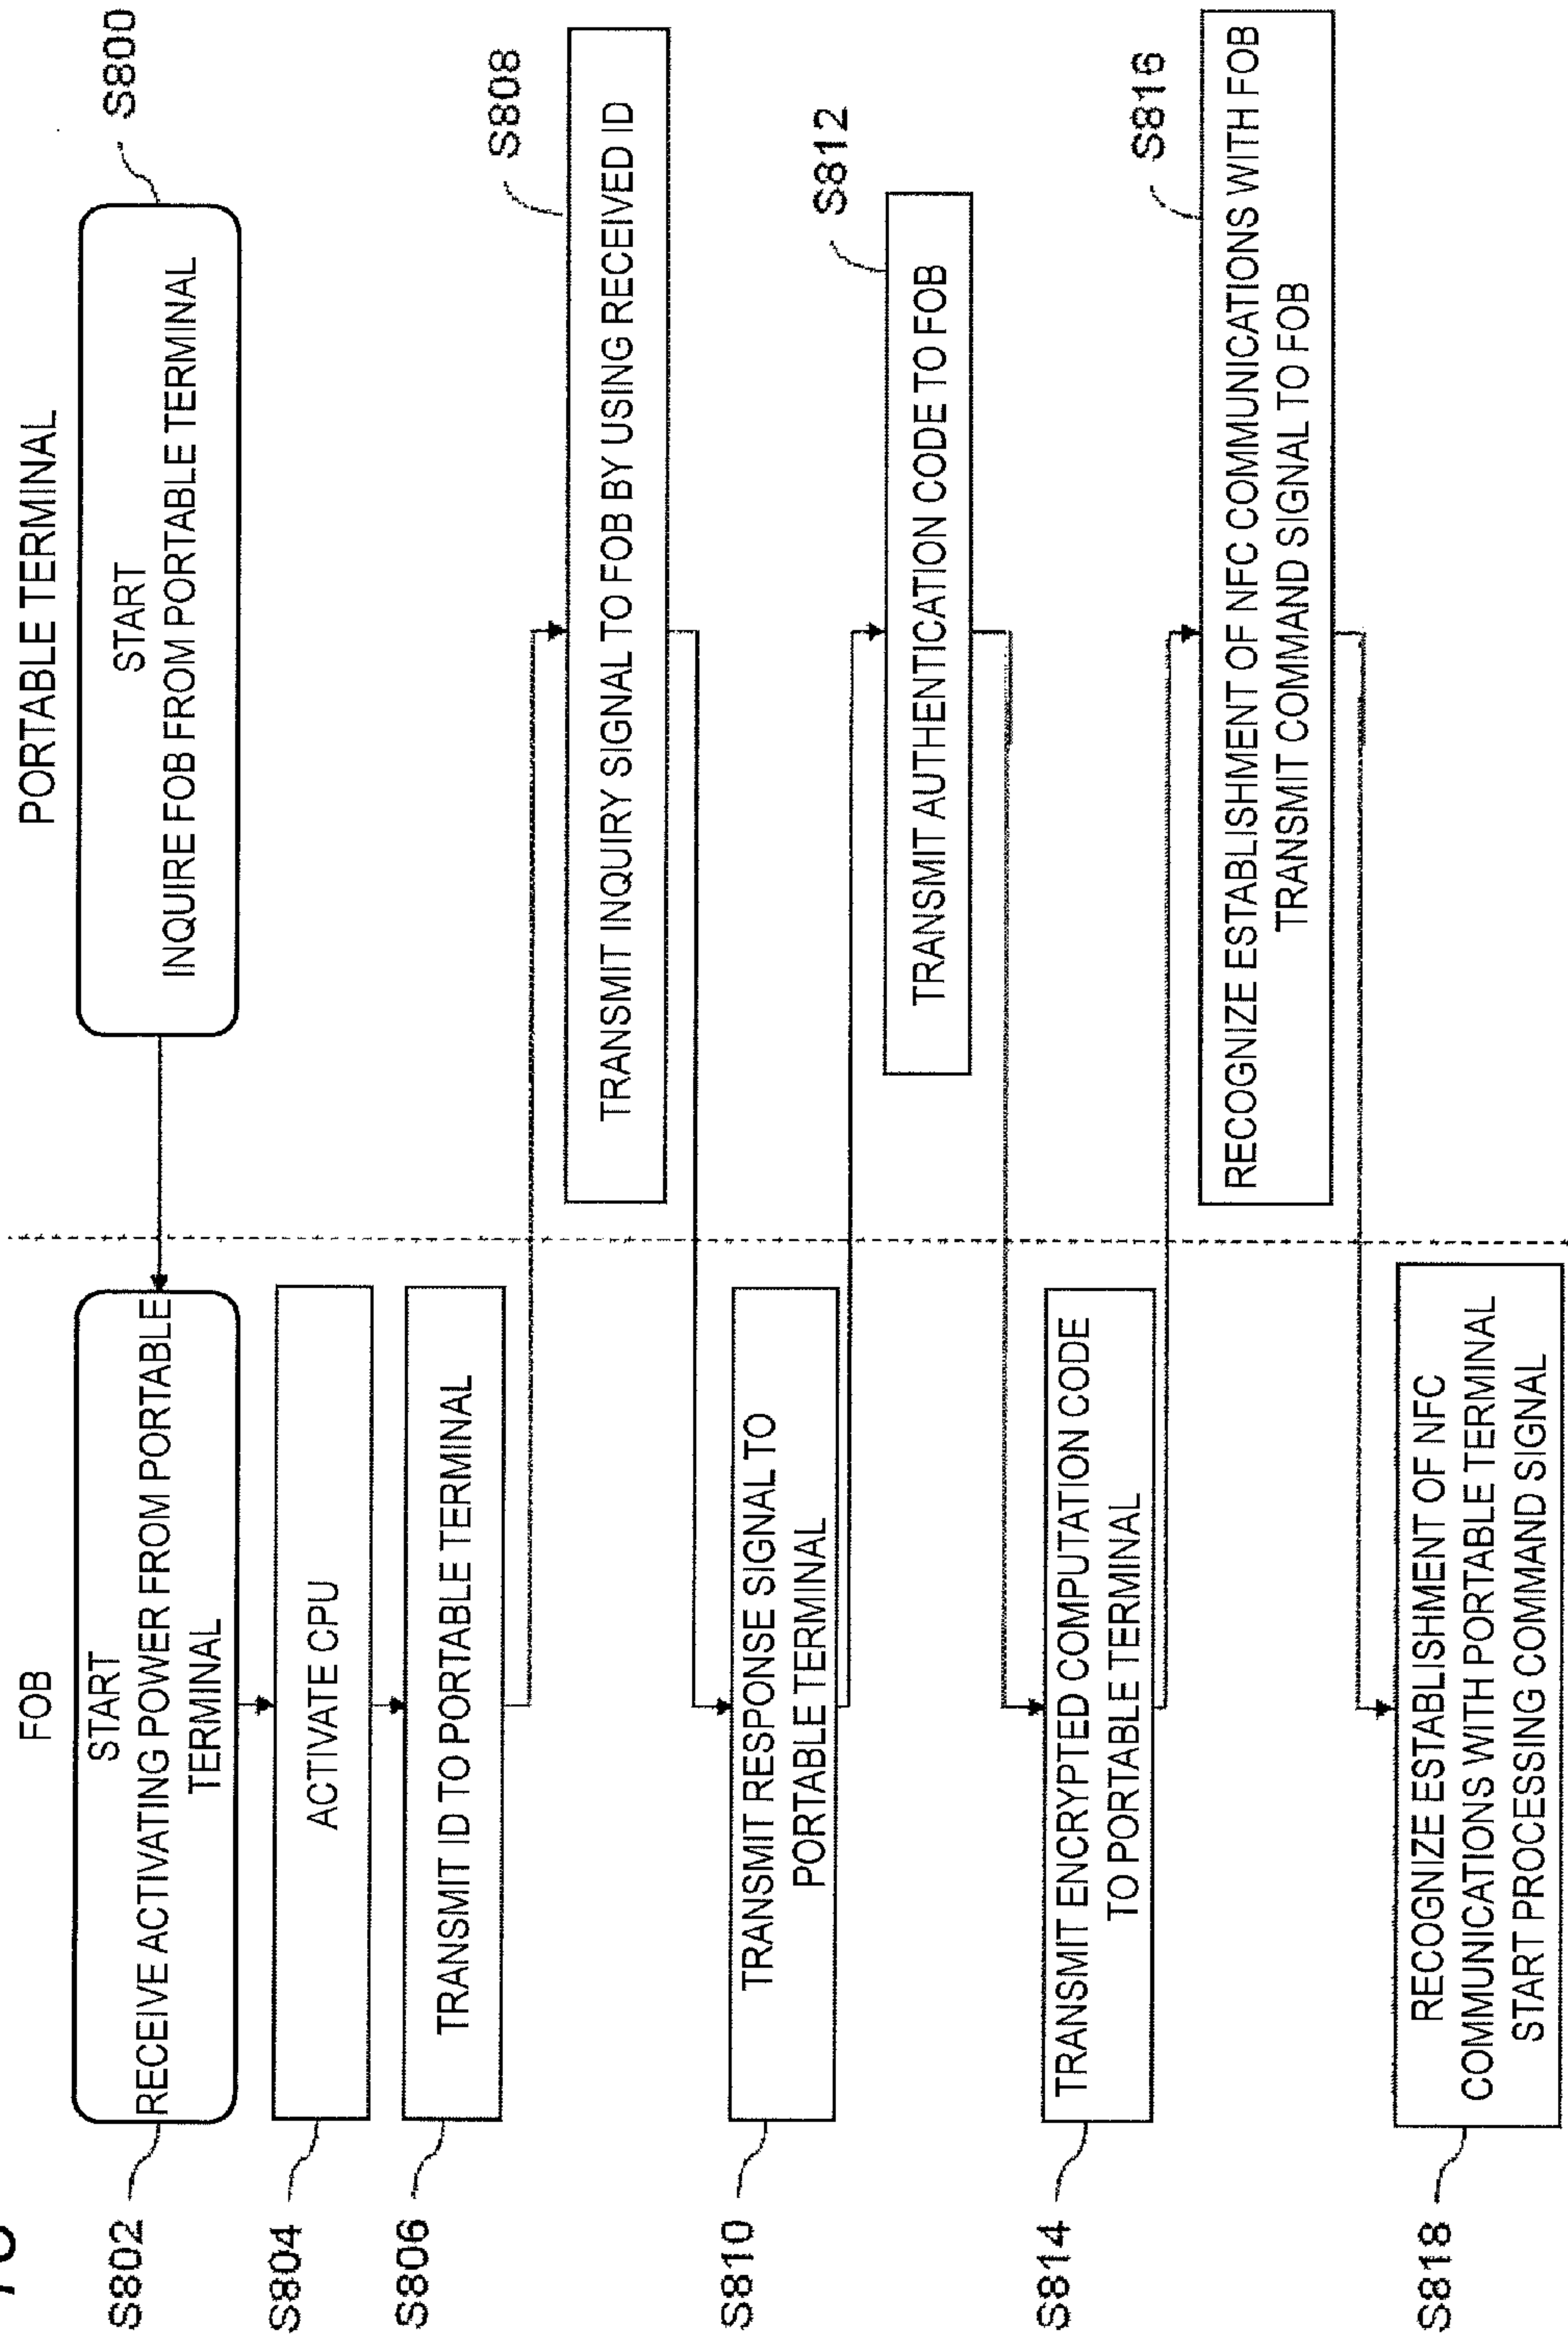 FOB
PORTABLE TERMINAL
S800
START
INQUIRE FOB FROM PORTABLE TERMINAL
S802
START
RECEIVE ACTIVATING POWER FROM PORTABLE
TERMINAL
S804
ACTIVATE CPU
S806
TRANSMIT ID TO PORTABLE TERMINAL
S808
TRANSMIT INQUIRY SIGNAL TO FOB BY USING RECEIVED ID
S810
TRANSMIT RESPONSE SIGNAL TO
PORTABLE TERMINAL
S812
TRANSMIT AUTHENTICATION CODE TO FOB
S814
TRANSMIT ENCRYPTED COMPUTATION CODE
TO PORTABLE TERMINAL
S816
RECOGNIZE ESTABLISHMENT OF NFC COMMUNICATIONS WITH FOB
TRANSMIT COMMAND SIGNAL TO FOB
S818
RECOGNIZE ESTABLISHMENT OF NFC
COMMUNICATIONS WITH PORTABLE TERMINAL
START PROCESSING COMMAND SIGNAL